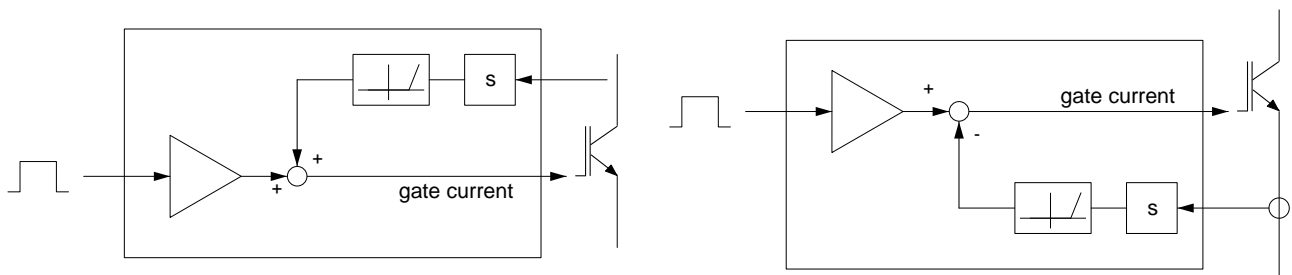 s
+
+
gate current
+
gate current
-
s